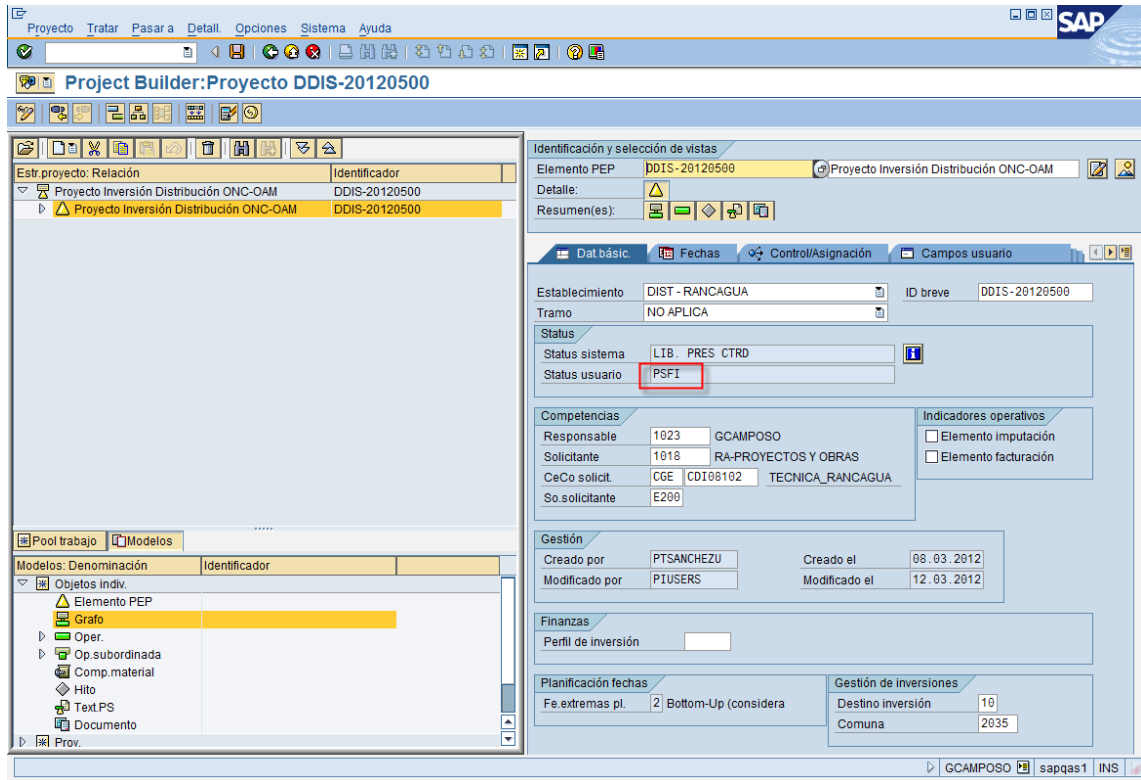 Proyecto Tratar Pasar a Detall. Opciones Sistema Ayuda
SAP
Project Builder:Proyecto DDIS-20120500
Estr.proyecto: Relación Identificador
Proyecto Inversión Distribución ONC-OAM DDIS-20120500
Proyecto Inversión Distribución ONC-OAM DDIS-20120500
Pool trabajo Modelos
Modelos: Denominación Identificador
Objetos indiv.
Elemento PEP
Grafo
Oper.
Op.subordinada
Comp.material
Hito
Text.PS
Documento
Prov.
Identificación y selección de vistas
Elemento PEP DDIS-20120500 Proyecto Inversión Distribución ONC-OAM
Detalle:
Resumen(es):
Dat.básic. Fechas Control/Asignación Campos usuario
Establecimiento DIST - RANCAGUA ID breve DDIS-20120500
Tramo NO APLICA
Status
Status sistema LIB. PRES CTRD
Status usuario PSFI
Competencias Indicadores operativos
Responsable 1023 GCAMPOSO Elemento imputación
Solicitante 1018 RA-PROYECTOS Y OBRAS Elemento facturación
CeCo solicit. CGE CDI08102 TECNICA_RANCAGUA
So.solicitante E200
Gestión
Creado por PTSANCHEZU Creado el 08.03.2012
Modificado por PIUSERS Modificado el 12.03.2012
Finanzas
Perfil de inversión
Planificación fechas Gestión de inversiones
Fe.extremas pl. 2 Bottom-Up (considera Destino inversión 10
Comuna 2035
GCAMPOSO sapqas1 INS